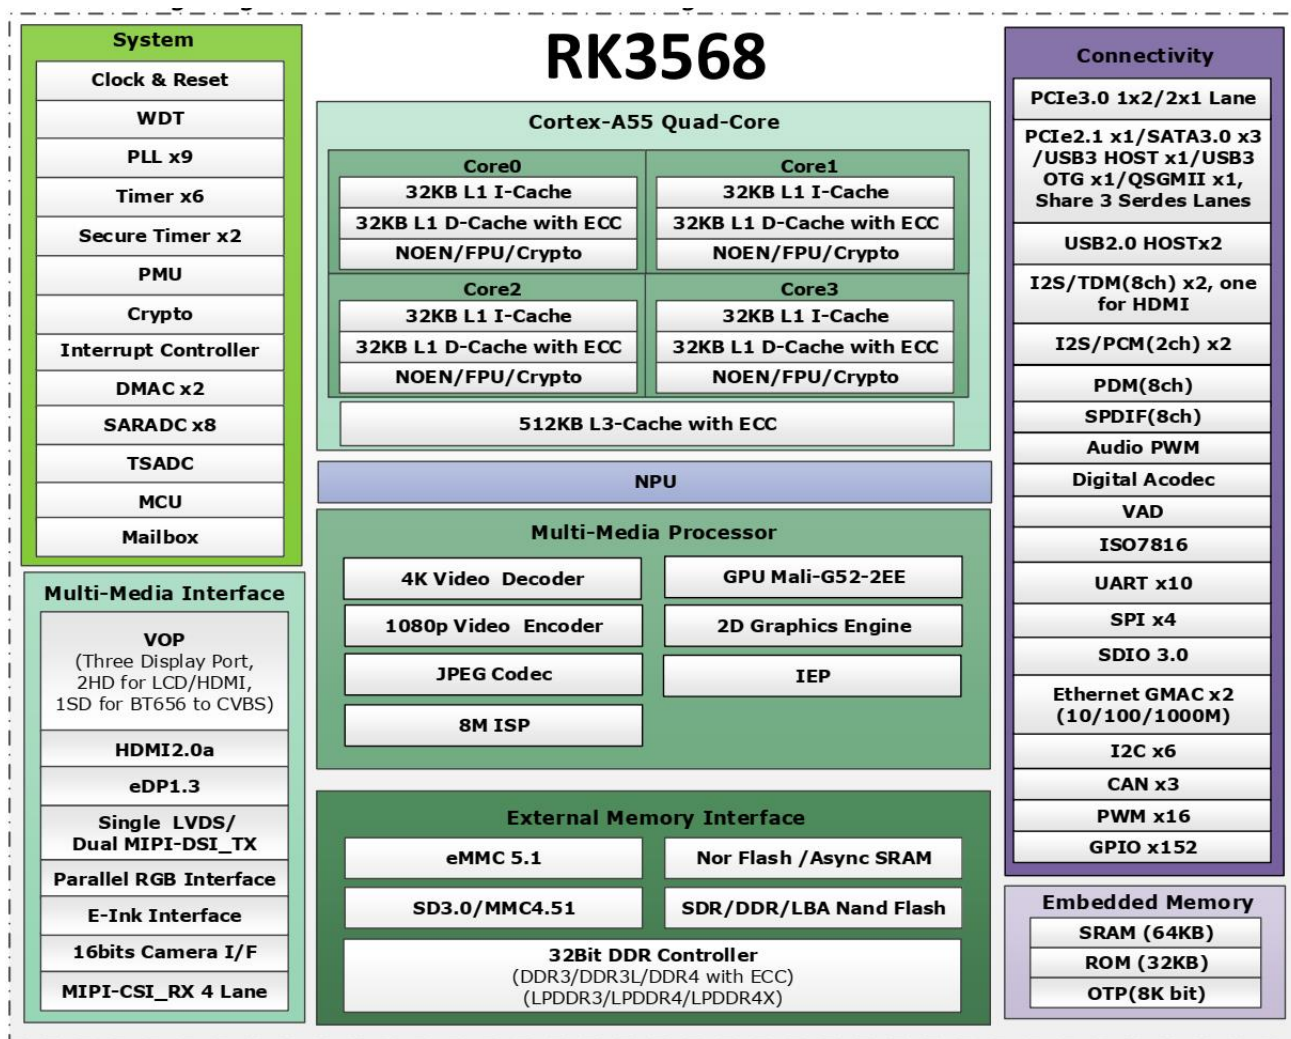 RK3568
System
Clock & Reset
WDT
PLL x9
Timer x6
Secure Timer x2
PMU
Crypto
Interrupt Controller
DMAC x2
SARADC x8
TSADC
MCU
Mailbox
Multi-Media Interface
VOP
(Three Display Port,
2HD for LCD/HDMI,
1SD for BT656 to CVBS)
HDMI2.0a
eDP1.3
Single LVDS/
Dual MIPI-DSI_TX
Parallel RGB Interface
E-Ink Interface
16bits Camera I/F
MIPI-CSI_RX 4 Lane
Cortex-A55 Quad-Core
Core0
32KB L1 I-Cache
32KB L1 D-Cache with ECC
NOEN/FPU/Crypto
Core1
32KB L1 I-Cache
32KB L1 D-Cache with ECC
NOEN/FPU/Crypto
Core2
32KB L1 I-Cache
32KB L1 D-Cache with ECC
NOEN/FPU/Crypto
Core3
32KB L1 I-Cache
32KB L1 D-Cache with ECC
NOEN/FPU/Crypto
512KB L3-Cache with ECC
NPU
Multi-Media Processor
4K Video Decoder
GPU Mali-G52-2EE
1080p Video Encoder
2D Graphics Engine
JPEG Codec
IEP
8M ISP
External Memory Interface
eMMC 5.1
Nor Flash /Async SRAM
SD3.0/MMC4.51
SDR/DDR/LBA Nand Flash
32Bit DDR Controller
(DDR3/DDR3L/DDR4 with ECC)
(LPDDR3/LPDDR4/LPDDR4X)
Connectivity
PCIe3.0 1x2/2x1 Lane
PCIe2.1 x1/SATA3.0 x3
/USB3 HOST x1/USB3
OTG x1/QSGMII x1,
Share 3 Serdes Lanes
USB2.0 HOSTx2
I2S/TDM(8ch) x2, one
for HDMI
I2S/PCM(2ch) x2
PDM(8ch)
SPDIF(8ch)
Audio PWM
Digital Acodec
VAD
ISO7816
UART x10
SPI x4
SDIO 3.0
Ethernet GMAC x2
(10/100/1000M)
I2C x6
CAN x3
PWM x16
GPIO x152
Embedded Memory
SRAM (64KB)
ROM (32KB)
OTP(8K bit)